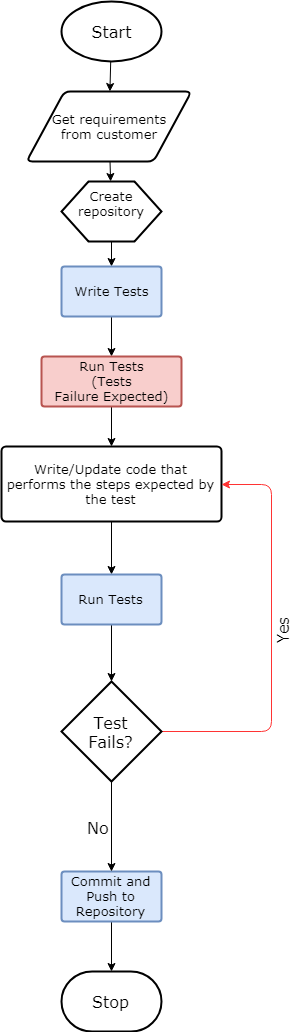 Start
Get requirements
from customer
Create
repository
Write Tests
Run Tests
(Tests
Failure Expected)
Write/Update code that
performs the steps expected by
the test
Run Tests
Test
Fails?
Yes
No
Commit and
Push to
Repository
Stop